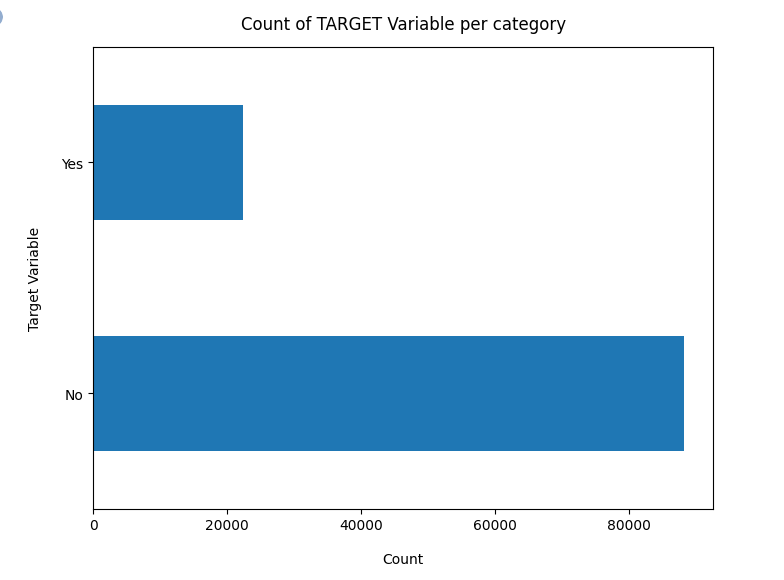 Count of TARGET Variable per category
Target Variable
Yes
No
0 20000 40000 60000 80000
Count